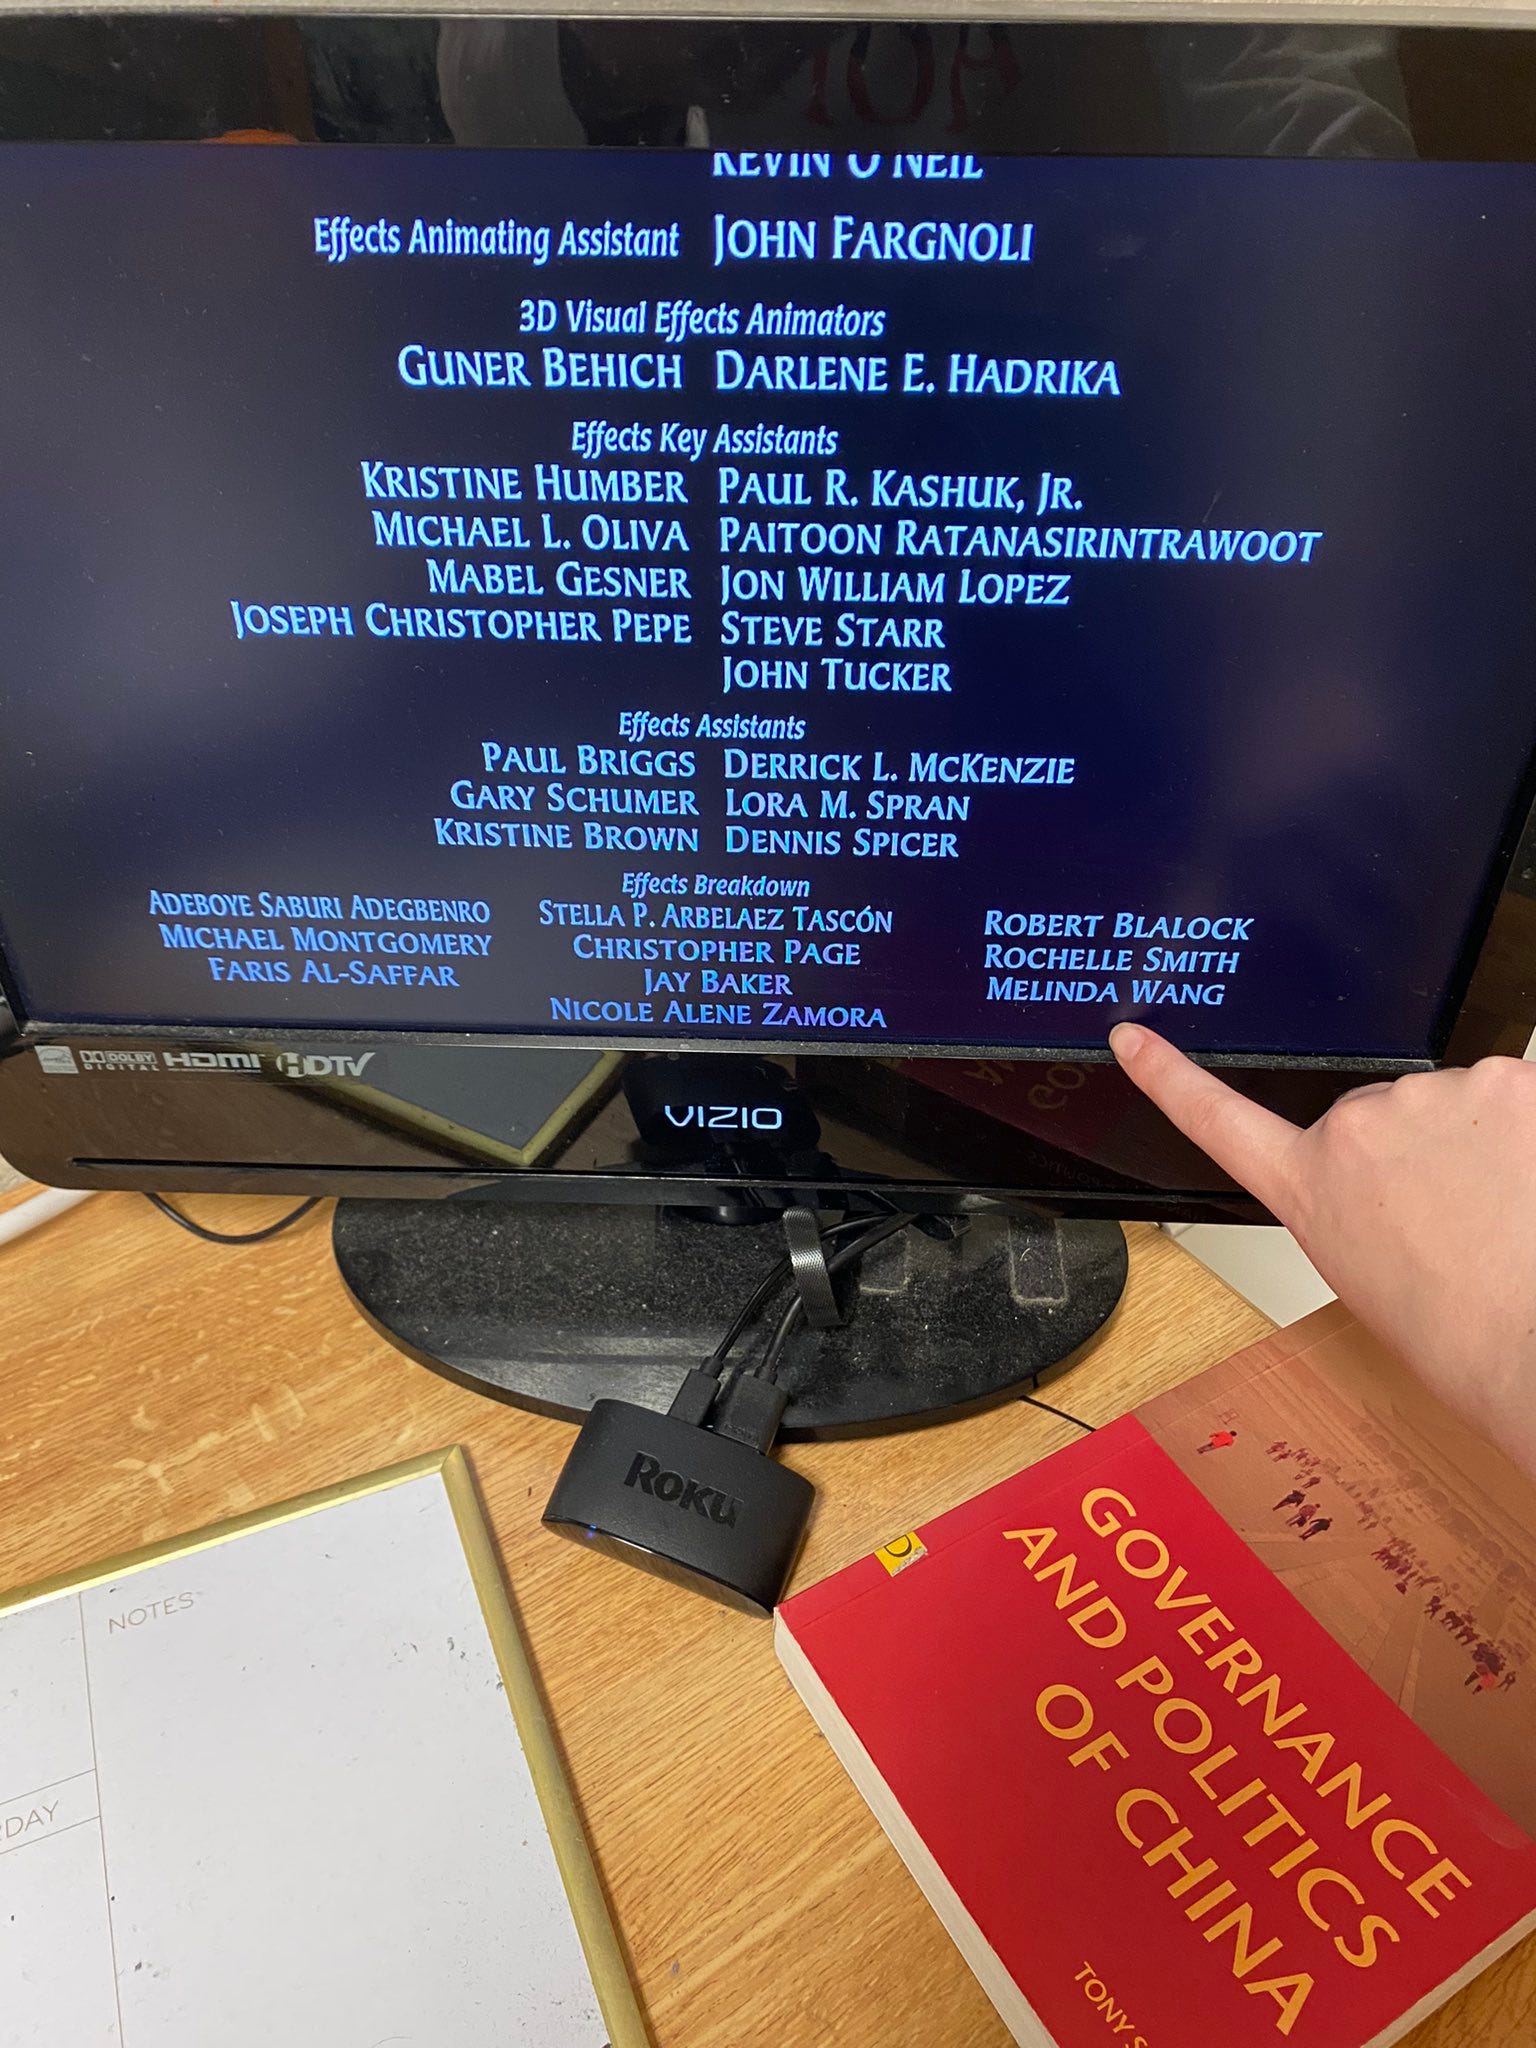 KEVIN O'NEIL
Effects Animating Assistant JOHN FARGNOLI
3D Visual Effects Animators
GUNER BEHICH DARLENE E. HADRIKA
Effects Key Assistants
KRISTINE HUMBER PAUL R. KASHUK, JR.
MICHAEL L. OLIVA PAITOON RATANASIRINTRAWOOT
MABEL GESNER JON WILLIAM LOPEZ
JOSEPH CHRISTOPHER PEPE STEVE STARR
JOHN TUCKER
Effects Assistants
PAUL BRIGGS DERRICK L. MCKENZIE
GARY SCHUMER LORA M. SPRAN
KRISTINE BROWN DENNIS SPICER
Effects Breakdown
ADEBOYE SABURI ADEGBENRO STELLA P. ARBELAEZ TASCÓN ROBERT BLALOCK
MICHAEL MONTGOMERY CHRISTOPHER PAGE ROCHELLE SMITH
FARIS AL-SAFFAR JAY BAKER MELINDA WANG
NICOLE ALENE ZAMORA
DOLBY DIGITAL HDMI HDTV
VIZIO
ROKU
NOTES
RDAY
GOVERNANCE
AND POLITICS
OF CHINA
TONY S